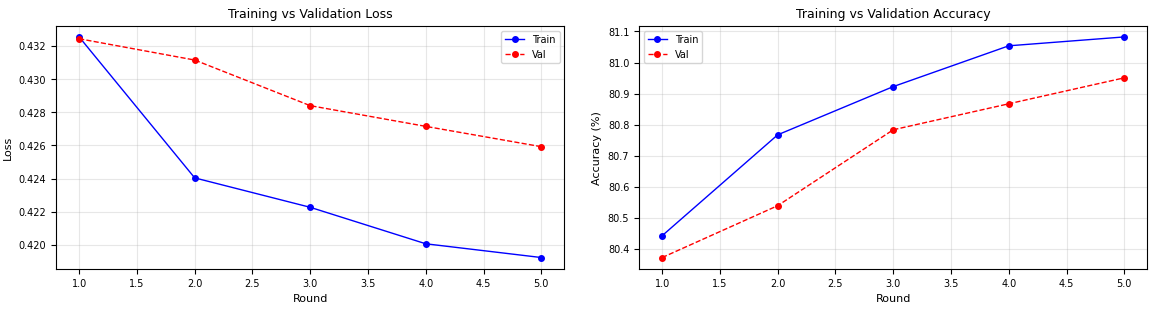 Training vs Validation Loss
Train
Val
0.432
0.430
0.428
0.426
0.424
0.422
0.420
Loss
1.0 1.5 2.0 2.5 3.0 3.5 4.0 4.5 5.0
Round
Training vs Validation Accuracy
Train
Val
81.1
81.0
80.9
80.8
80.7
80.6
80.5
80.4
Accuracy (%)
1.0 1.5 2.0 2.5 3.0 3.5 4.0 4.5 5.0
Round